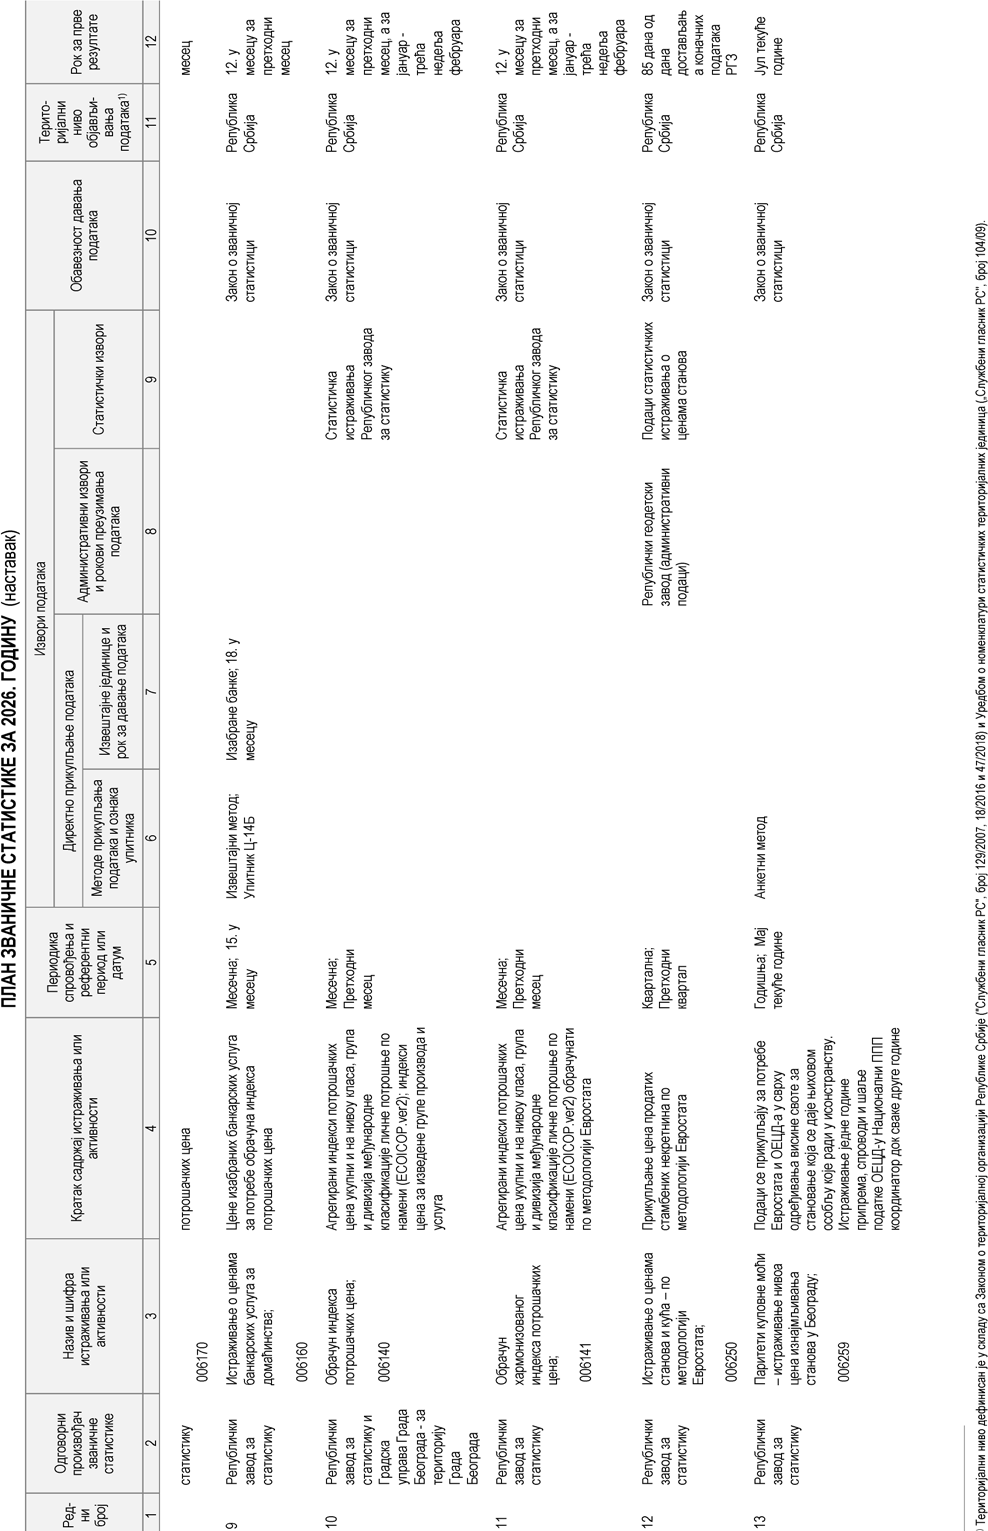 ПЛАН ЗВАНИЧНЕ СТАТИСТИКЕ ЗА 2026. ГОДИНУ (наставак)
Ред-
ни
број
Одговорни
произвођач
званичне
статистике
Назив и шифра
истраживања или
активности
Кратак садржај истраживања или
активности
Периодика
спровођења и
референтни
период или
датум
Извори података
Директно прикупљање података
Методе прикупљања
података и ознака
упитника
Извештајне јединице и
рок за давање података
Административни извори
и рокови преузимања
података
Статистички извори
Обавезност давања
података
Терито-
ријални
ниво
објављи-
вања
података1)
Рок за прве
резултате
1 2 3 4 5 6 7 8 9 10 11 12
статистику
006170
потрошачких цена
месец
9
Републички
завод за
статистику
Истраживање о ценама
банкарских услуга за
домаћинства;
006160
Цене изабраних банкарских услуга
за потребе обрачуна индекса
потрошачких цена
Месечна; 15. у
месецу
Извештајни метод;
Упитник Ц-14Б
Изабране банке; 18. у
месецу
Закон о званичној
статистици
Република
Србија
12. у
месецу за
претходни
месец
10
Републички
завод за
статистику и
Градска
управа Града
Београда - за
територију
Града
Београда
Обрачун индекса
потрошачких цена;
006140
Агрегирани индекси потрошачких
цена укупни и на нивоу класа, група
и дивизија међународне
класификације личне потрошње по
намени (ECOICOP.ver2); индекси
цена за изведене групе производа и
услуга
Месечна;
Претходни
месец
Статистичка
истраживања
Републичког завода
за статистику
Закон о званичној
статистици
Република
Србија
12. у
месецу за
претходни
месец, а за
јануар -
трећа
недеља
фебруара
11
Републички
завод за
статистику
Обрачун
хармонизованог
индекса потрошачких
цена;
006141
Агрегирани индекси потрошачких
цена укупни и на нивоу класа, група
и дивизија међународне
класификације личне потрошње по
намени (ECOICOP.ver2) обрачунати
по методологији Евростата
Месечна;
Претходни
месец
Статистичка
истраживања
Републичког завода
за статистику
Закон о званичној
статистици
Република
Србија
12. у
месецу за
претходни
месец, а за
јануар -
трећа
недеља
фебруара
12
Републички
завод за
статистику
Истраживање о ценама
станова и кућа – по
методологији
Евростата;
006250
Прикупљање цена продатих
стамбених некретнина по
методологији Евростата
Квартална;
Претходни
квартал
Републички геодетски
завод (административни
подаци)
Подаци статистичких
истраживања о
ценама станова
Закон о званичној
статистици
Република
Србија
85 дана од
дана
достављањ
а коначних
података
РГЗ
13
Републички
завод за
статистику
Паритети куповне моћи
– истраживање нивоа
цена изнајмљивања
станова у Београду;
006259
Подаци се прикупљају за потребе
Евростата и ОЕЦД-а у сврху
одређивања висине своте за
становање која се даје њиховом
особљу које ради у иконстранству.
Истраживање једне године
припрема, спроводи и шаље
податке ОЕЦД-у Национални ППП
координатор док сваке друге године
Годишња; Мај
текуће године
Анкетни метод
Закон о званичној
статистици
Република
Србија
Јул текуће
године
1) Територијални ниво дефинисан је у складу са Законом о територијалној организацији Републике Србије ("Службени гласник РС", број 129/2007, 18/2016 и 47/2018) и Уредбом о номенклатури статистичких територијалних јединица („Службени гласник РС", број 104/09).